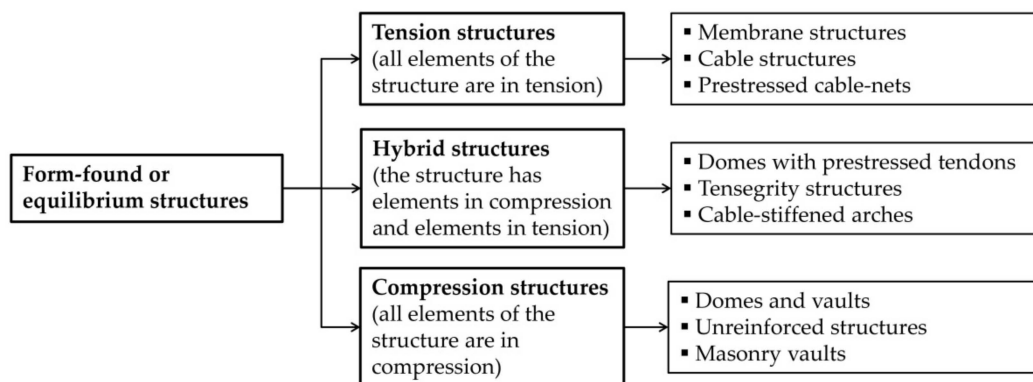 Form-found or
equilibrium structures
Tension structures
(all elements of the
structure are in tension)
▪ Membrane structures
▪ Cable structures
▪ Prestressed cable-nets
Hybrid structures
(the structure has
elements in compression
and elements in tension)
▪ Domes with prestressed tendons
▪ Tensegrity structures
▪ Cable-stiffened arches
Compression structures
(all elements of the
structure are in
compression)
▪ Domes and vaults
▪ Unreinforced structures
▪ Masonry vaults